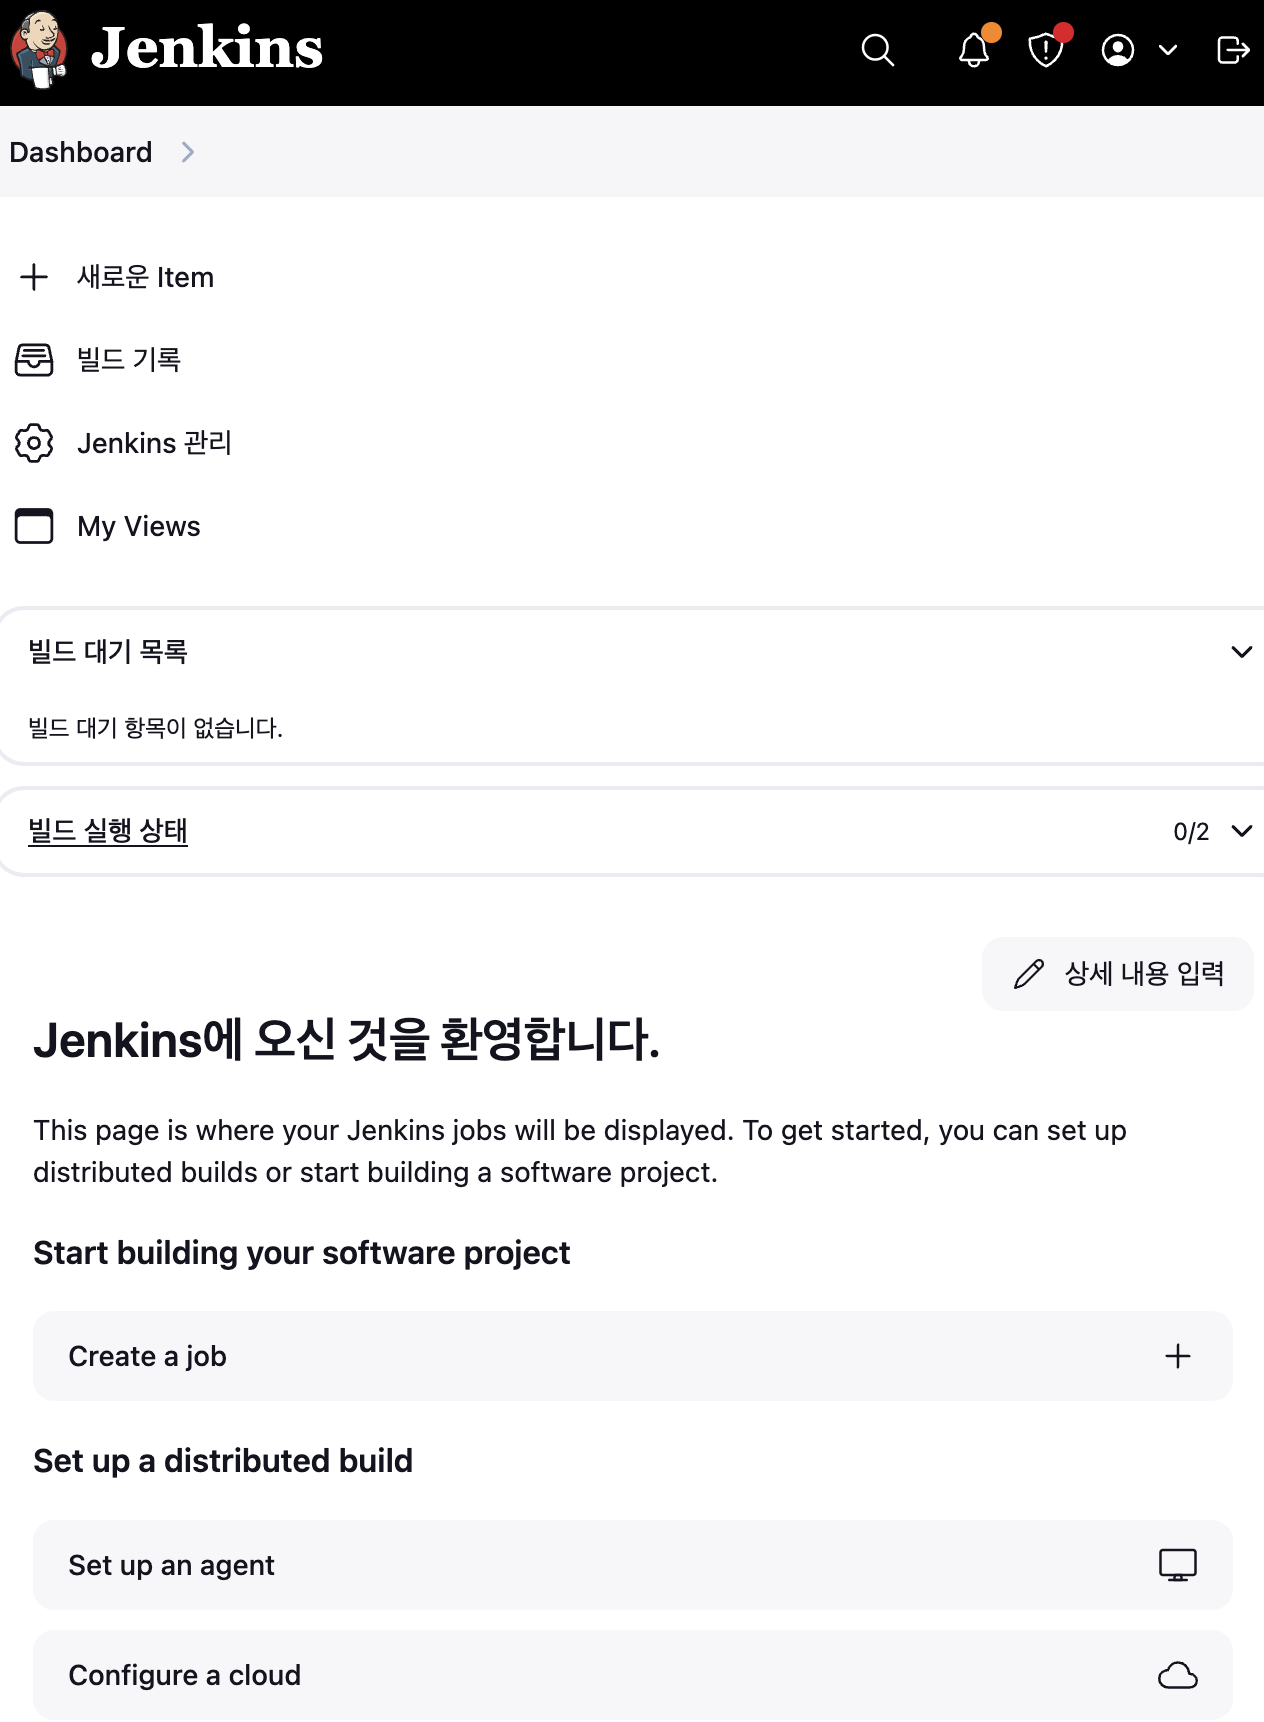 Jenkins
Dashboard
새로운 Item
빌드 기록
Jenkins 관리
My Views
빌드 대기 목록
빌드 대기 항목이 없습니다.
빌드 실행 상태
0/2
상세 내용 입력
Jenkins에 오신 것을 환영합니다.
This page is where your Jenkins jobs will be displayed. To get started, you can set up
distributed builds or start building a software project.
Start building your software project
Create a job
Set up a distributed build
Set up an agent
Configure a cloud